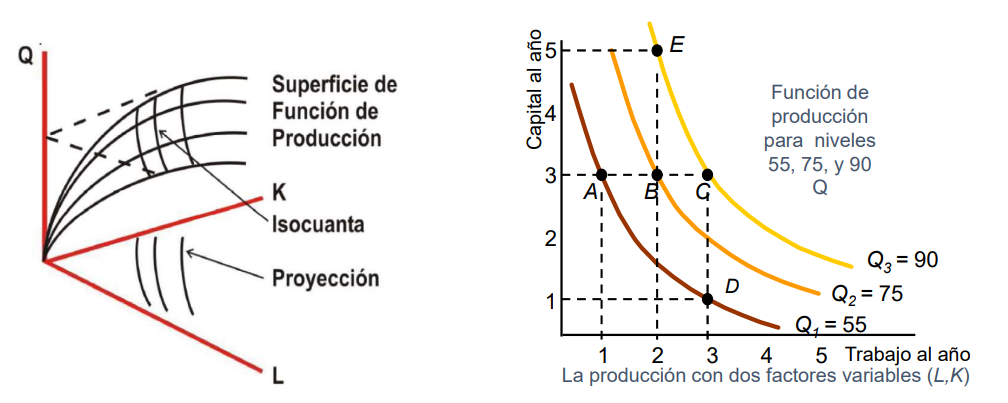 Q
Superficie de
Función de
Producción
K
Isocuanta
Proyección
L
Capital al año
5
4
3
2
1
E
A
B
C
D
Función de
producción
para niveles
55, 75, y 90
Q
Q3 = 90
Q2 = 75
Q1 = 55
1 2 3 4 5 Trabajo al año
La producción con dos factores variables (L,K)